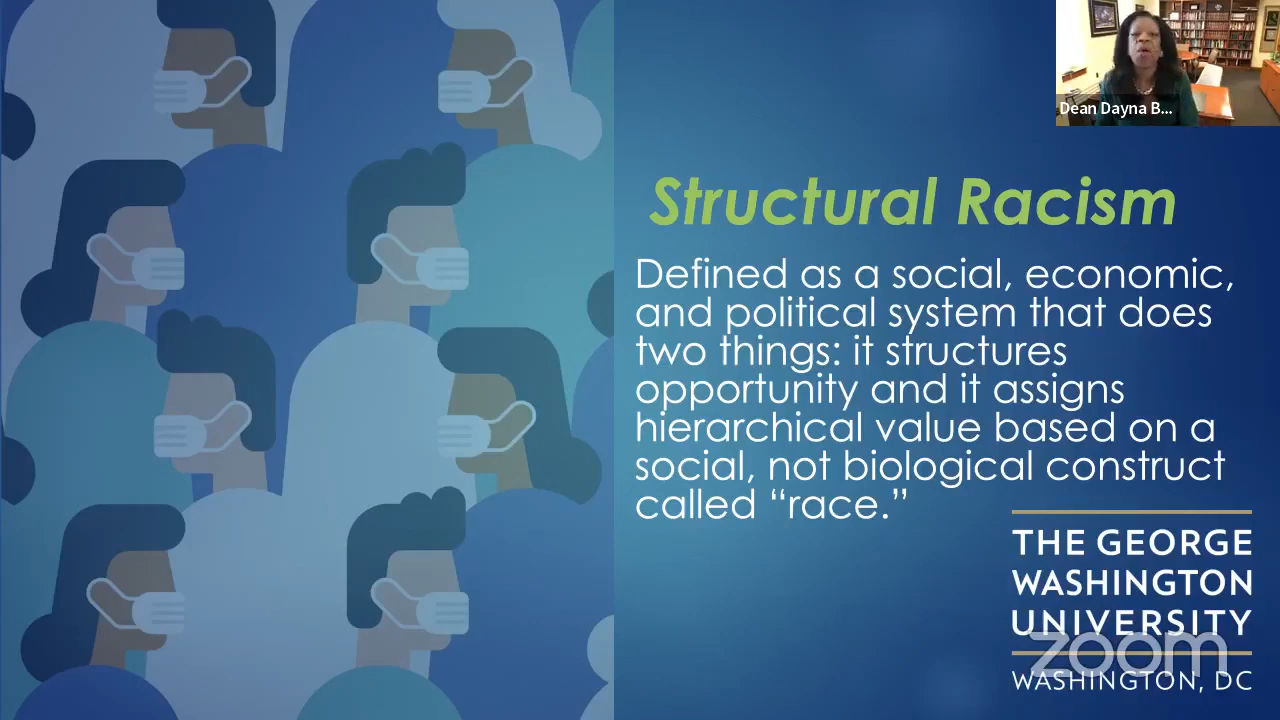 Dean Dayna B...
Structural Racism
Defined as a social, economic,
and political system that does
two things: it structures
opportunity and it assigns
hierarchical value based on a
social, not biological construct
called “race.”
THE GEORGE
WASHINGTON
UNIVERSITY
zoom
WASHINGTON, DC